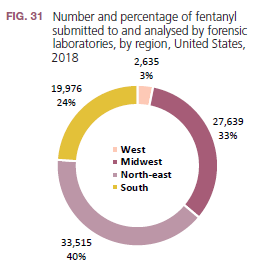 FIG. 31 Number and percentage of fentanyl
submitted to and analysed by forensic
laboratories, by region, United States,
2018
2,635
3%
19,976
24%
27,639
33%
West
Midwest
North-east
South
33,515
40%